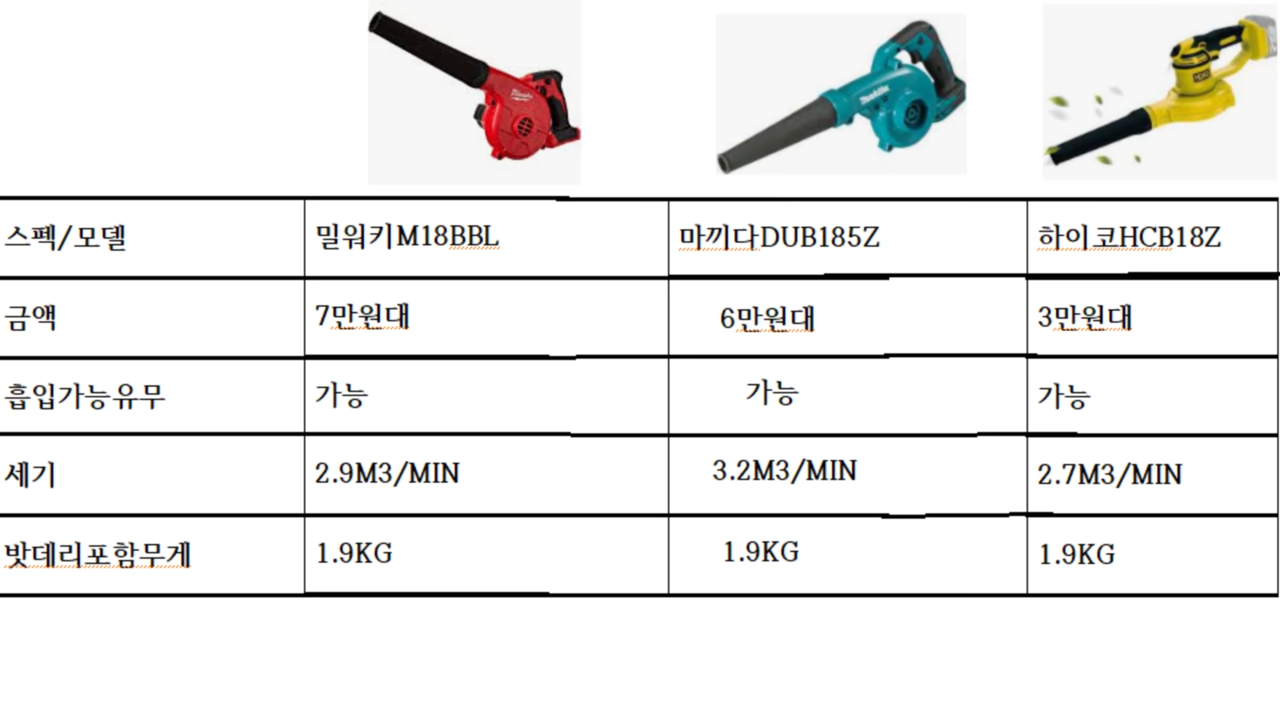 Milwaukee
Makita
스펙/모델 밀워키M18BBL 마끼다DUB185Z 하이코HCB18Z
금액 7만원대 6만원대 3만원대
흡입가능유무 가능 가능 가능
세기 2.9M3/MIN 3.2M3/MIN 2.7M3/MIN
밧데리포함무게 1.9KG 1.9KG 1.9KG